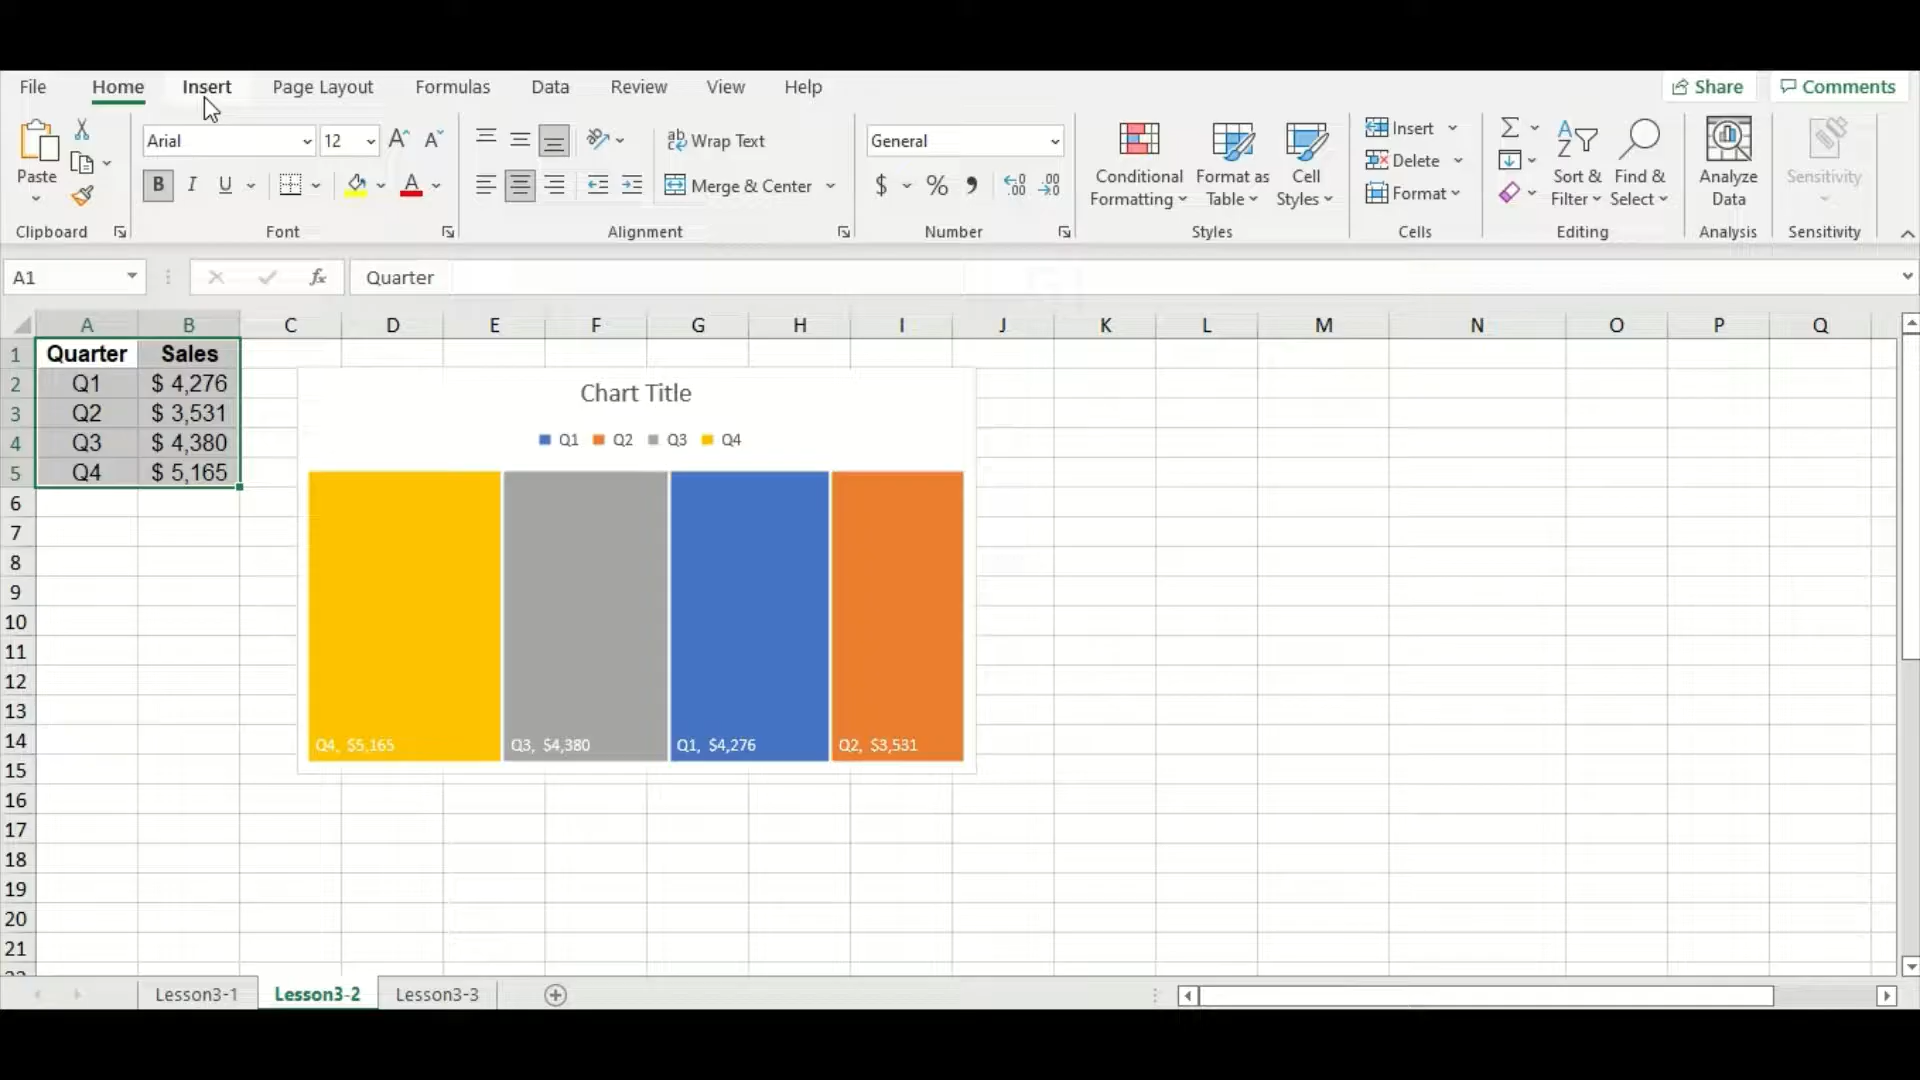 File Home Insert Page Layout Formulas Data Review View Help Share Comments
Arial 12 Wrap Text General Insert
Paste Conditional Formatting Format as Table Cell Styles Delete Sort & Filter Find & Select Analyze Data Sensitivity
B I U A Merge & Center $ % Format
Clipboard Font Alignment Number Styles Cells Editing Analysis Sensitivity
A1 fx Quarter
A B C D E F G H I J K L M N O P Q
1 Quarter Sales
2 Q1 $ 4,276
3 Q2 $ 3,531
4 Q3 $ 4,380
5 Q4 $ 5,165
6
7
8
9
10
11
12
13
14
15
16
17
18
19
20
21
Chart Title
Q1 Q2 Q3 Q4
Q4, $5,165 Q3, $4,380 Q1, $4,276 Q2, $3,531
Lesson3-1 Lesson3-2 Lesson3-3